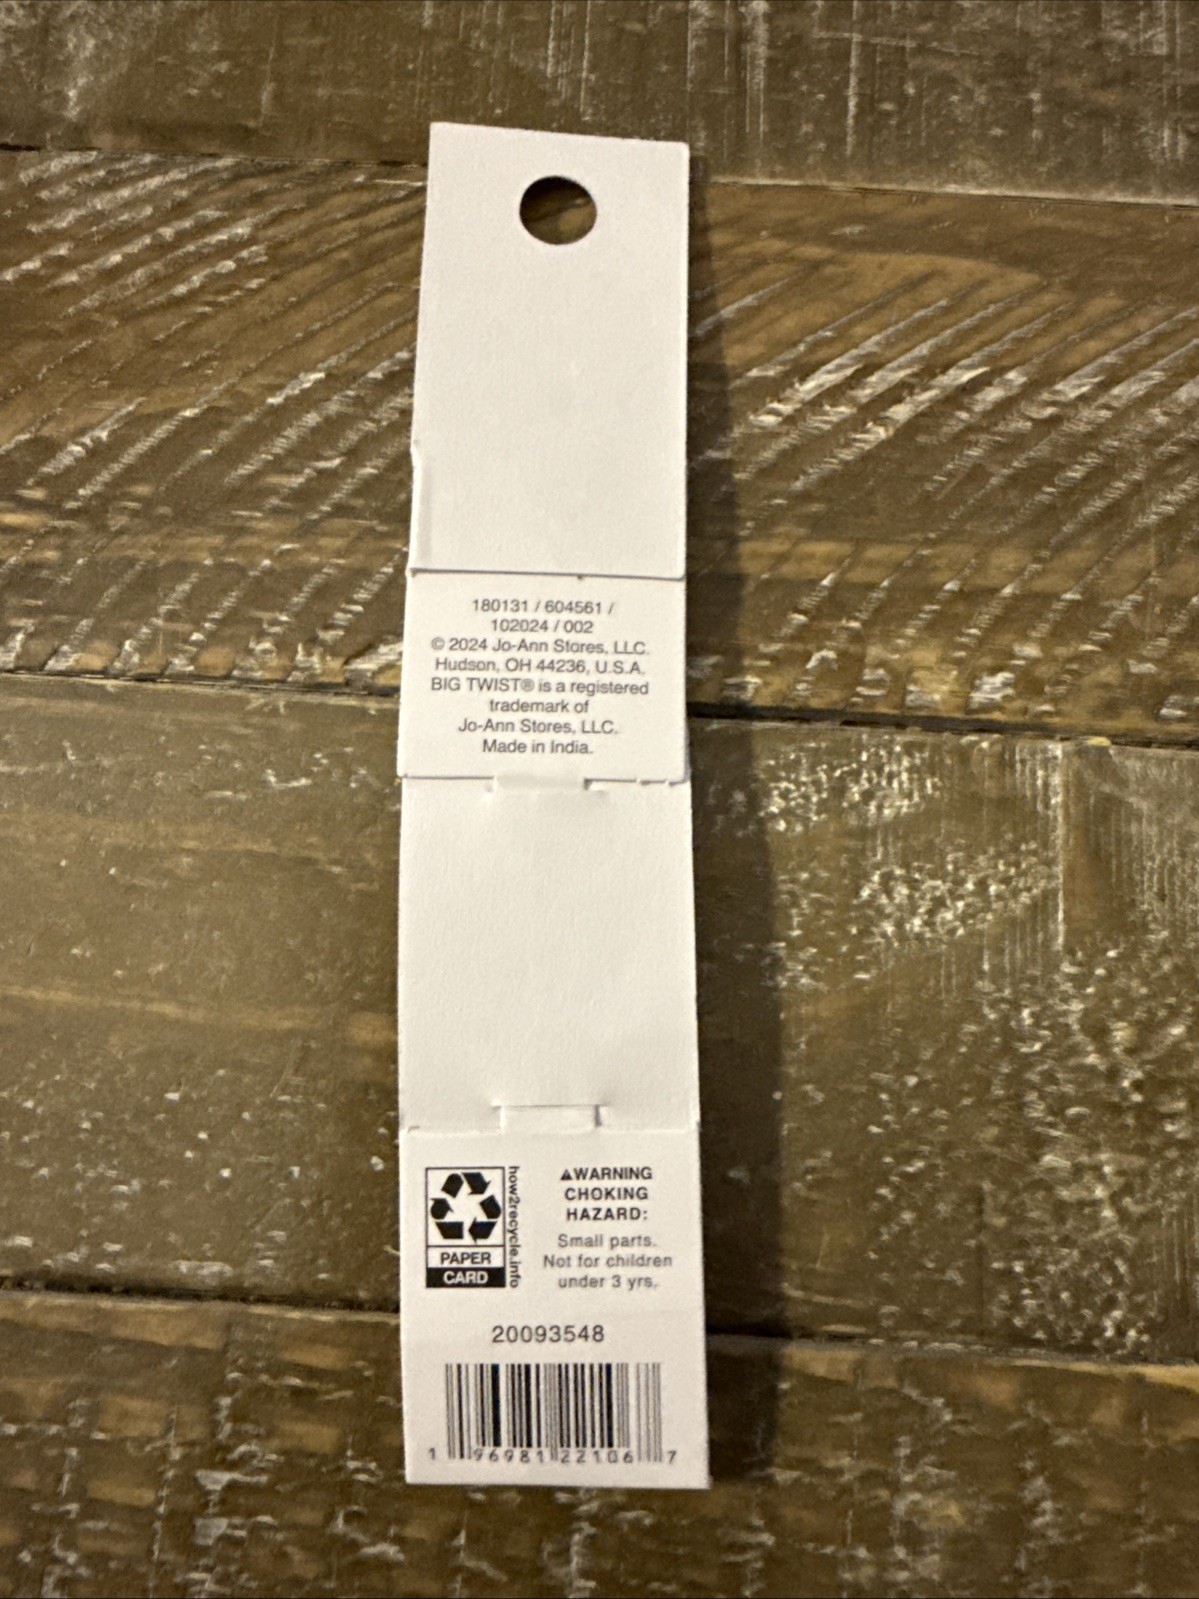 180131 / 604561 /
102024 / 002
© 2024 Jo-Ann Stores, LLC.
Hudson, OH 44236, U.S.A.
BIG TWIST® is a registered
trademark of
Jo-Ann Stores, LLC.
Made in India.
how2recycle.info
PAPER
CARD
⚠WARNING
CHOKING
HAZARD:
Small parts.
Not for children
under 3 yrs.
20093548
1 96981 22106 7